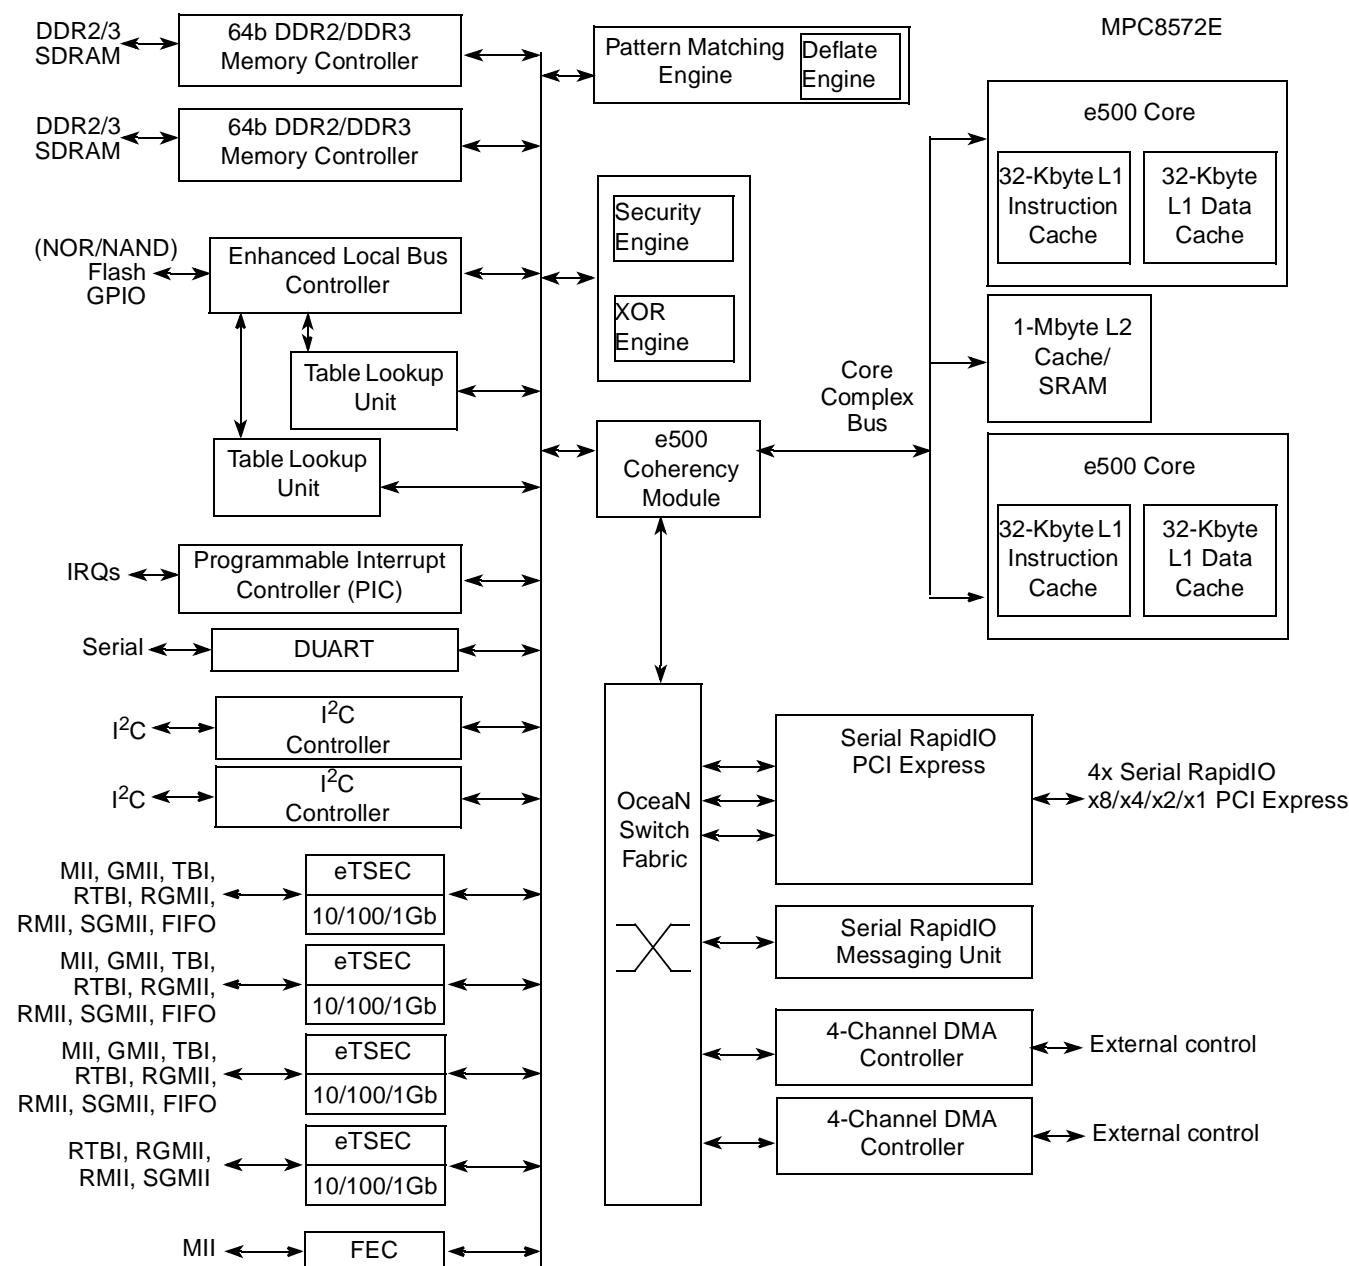 MPC8572E
DDR2/3
SDRAM
64b DDR2/DDR3
Memory Controller
Pattern Matching
Engine
Deflate
Engine
DDR2/3
SDRAM
64b DDR2/DDR3
Memory Controller
e500 Core
32-Kbyte L1
Instruction
Cache
32-Kbyte
L1 Data
Cache
Security
Engine
XOR
Engine
(NOR/NAND)
Flash
GPIO
Enhanced Local Bus
Controller
1-Mbyte L2
Cache/
SRAM
Table Lookup
Unit
Core
Complex
Bus
e500
Coherency
Module
Table Lookup
Unit
e500 Core
32-Kbyte L1
Instruction
Cache
32-Kbyte
L1 Data
Cache
IRQs
Programmable Interrupt
Controller (PIC)
Serial
DUART
I2C
I2C
Controller
I2C
I2C
Controller
OceaN
Switch
Fabric
Serial RapidIO
PCI Express
4x Serial RapidIO
x8/x4/x2/x1 PCI Express
MII, GMII, TBI,
RTBI, RGMII,
RMII, SGMII, FIFO
eTSEC
10/100/1Gb
Serial RapidIO
Messaging Unit
MII, GMII, TBI,
RTBI, RGMII,
RMII, SGMII, FIFO
eTSEC
10/100/1Gb
4-Channel DMA
Controller
External control
MII, GMII, TBI,
RTBI, RGMII,
RMII, SGMII, FIFO
eTSEC
10/100/1Gb
4-Channel DMA
Controller
External control
RTBI, RGMII,
RMII, SGMII
eTSEC
10/100/1Gb
MII
FEC